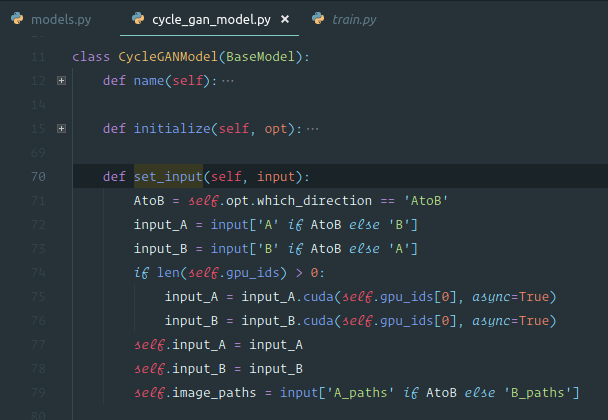 models.py cycle_gan_model.py × train.py
11 class CycleGANModel(BaseModel):
12 def name(self):···
14
15 def initialize(self, opt):···
69
70 def set_input(self, input):
71 AtoB = self.opt.which_direction == 'AtoB'
72 input_A = input['A' if AtoB else 'B']
73 input_B = input['B' if AtoB else 'A']
74 if len(self.gpu_ids) > 0:
75 input_A = input_A.cuda(self.gpu_ids[0], async=True)
76 input_B = input_B.cuda(self.gpu_ids[0], async=True)
77 self.input_A = input_A
78 self.input_B = input_B
79 self.image_paths = input['A_paths' if AtoB else 'B_paths']
80